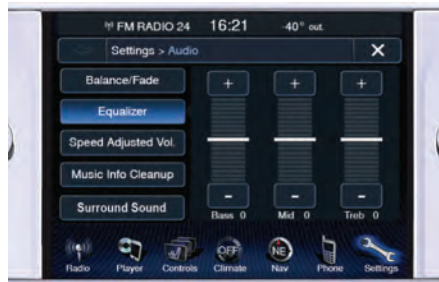 FM RADIO 24 16:21 -40° out.
Settings > Audio X
Balance/Fade
Equalizer
Speed Adjusted Vol.
Music Info Cleanup
Surround Sound
+ + +
- - -
Bass 0 Mid 0 Treb 0
OFF NE
Radio Player Controls Climate Nav Phone Settings